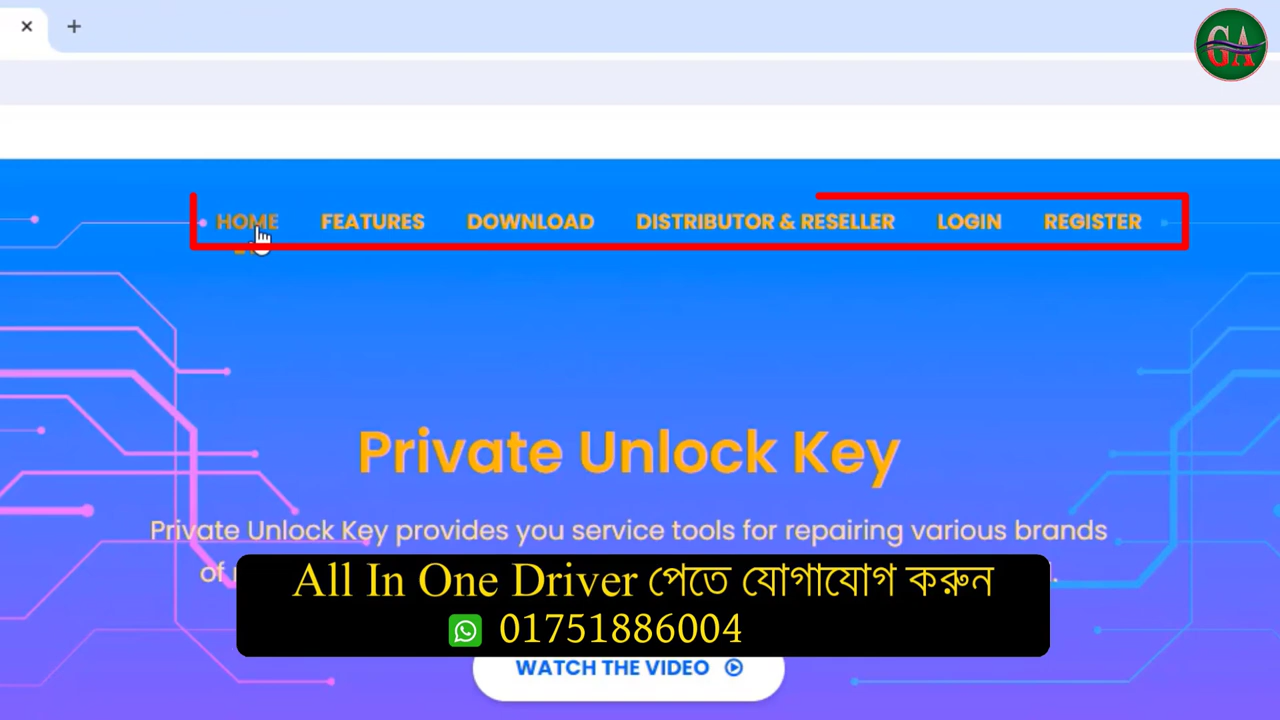 GA
HOME FEATURES DOWNLOAD DISTRIBUTOR & RESELLER LOGIN REGISTER
Private Unlock Key
Private Unlock Key provides you service tools for repairing various brands
of
All In One Driver পেতে যোগাযোগ করুন
01751886004
WATCH THE VIDEO